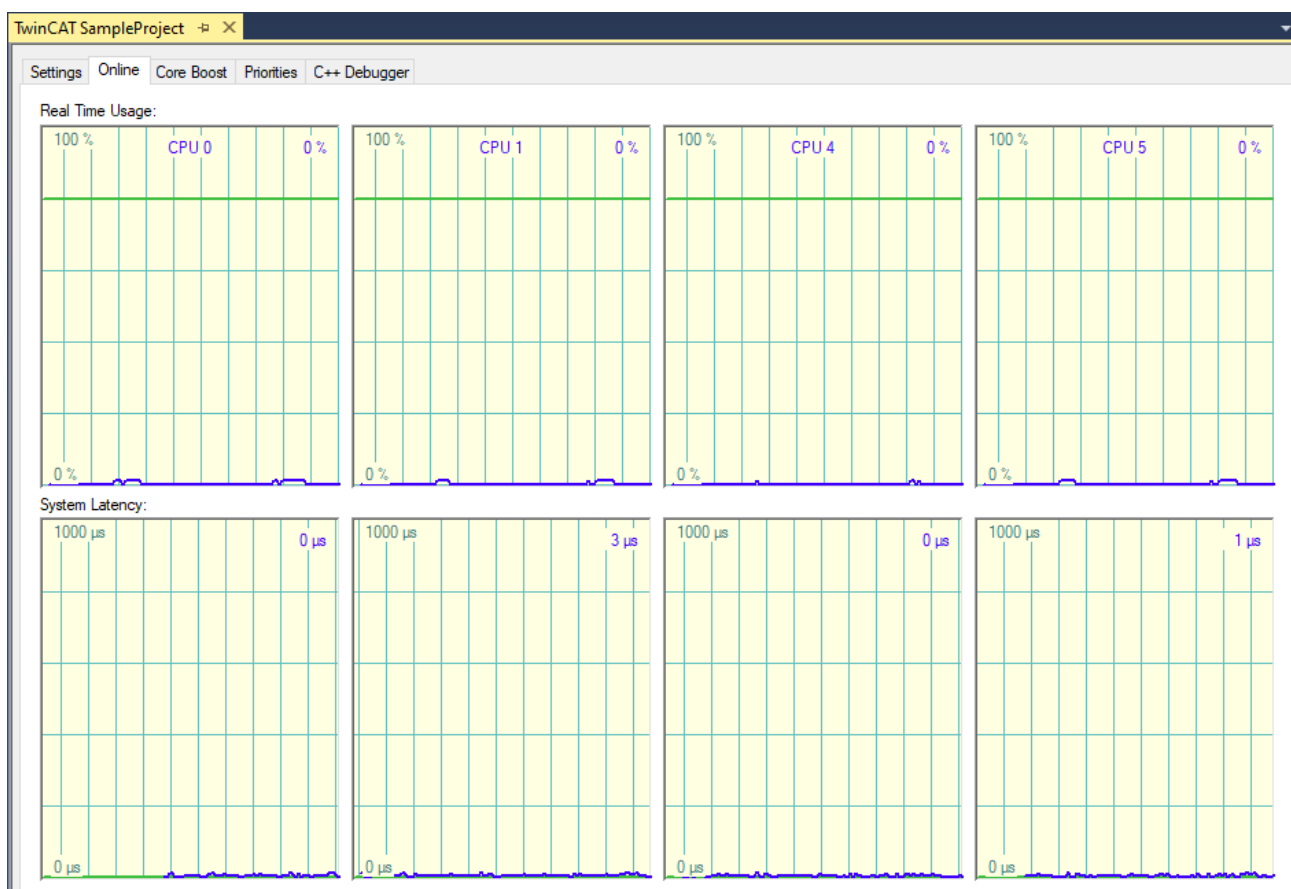 TwinCAT SampleProject
Settings Online Core Boost Priorities C++ Debugger
Real Time Usage:
100 % CPU 0 0 % 100 % CPU 1 0 % 100 % CPU 4 0 % 100 % CPU 5 0 %
0 % 0 % 0 % 0 %
System Latency:
1000 µs 0 µs 1000 µs 3 µs 1000 µs 0 µs 1000 µs 1 µs
0 µs 0 µs 0 µs 0 µs